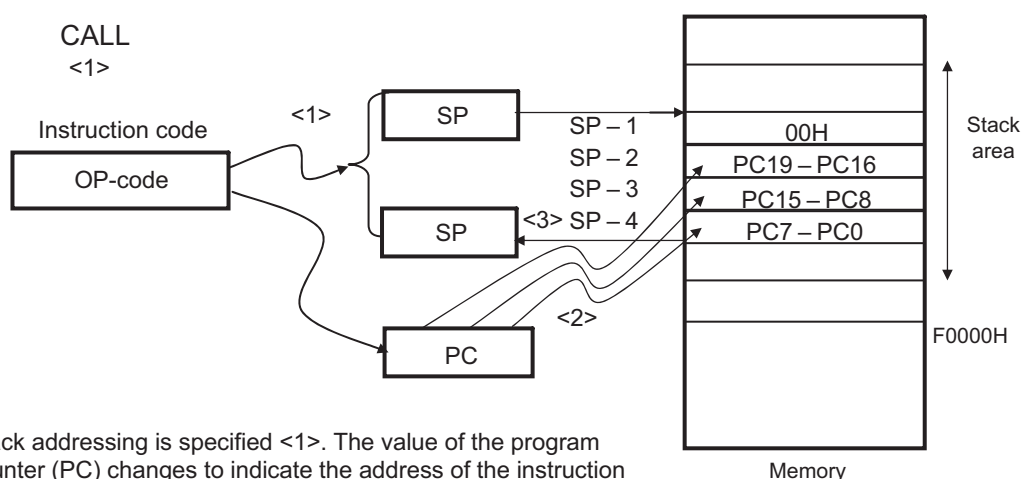 CALL
<1>
<1>
Instruction code
OP-code
SP
SP – 1
SP – 2
SP – 3
SP – 4
00H
PC19 – PC16
PC15 – PC8
PC7 – PC0
Stack
area
SP
<3>
<2>
PC
F0000H
Memory
ck addressing is specified <1>. The value of the program
unter (PC) changes to indicate the address of the instruction